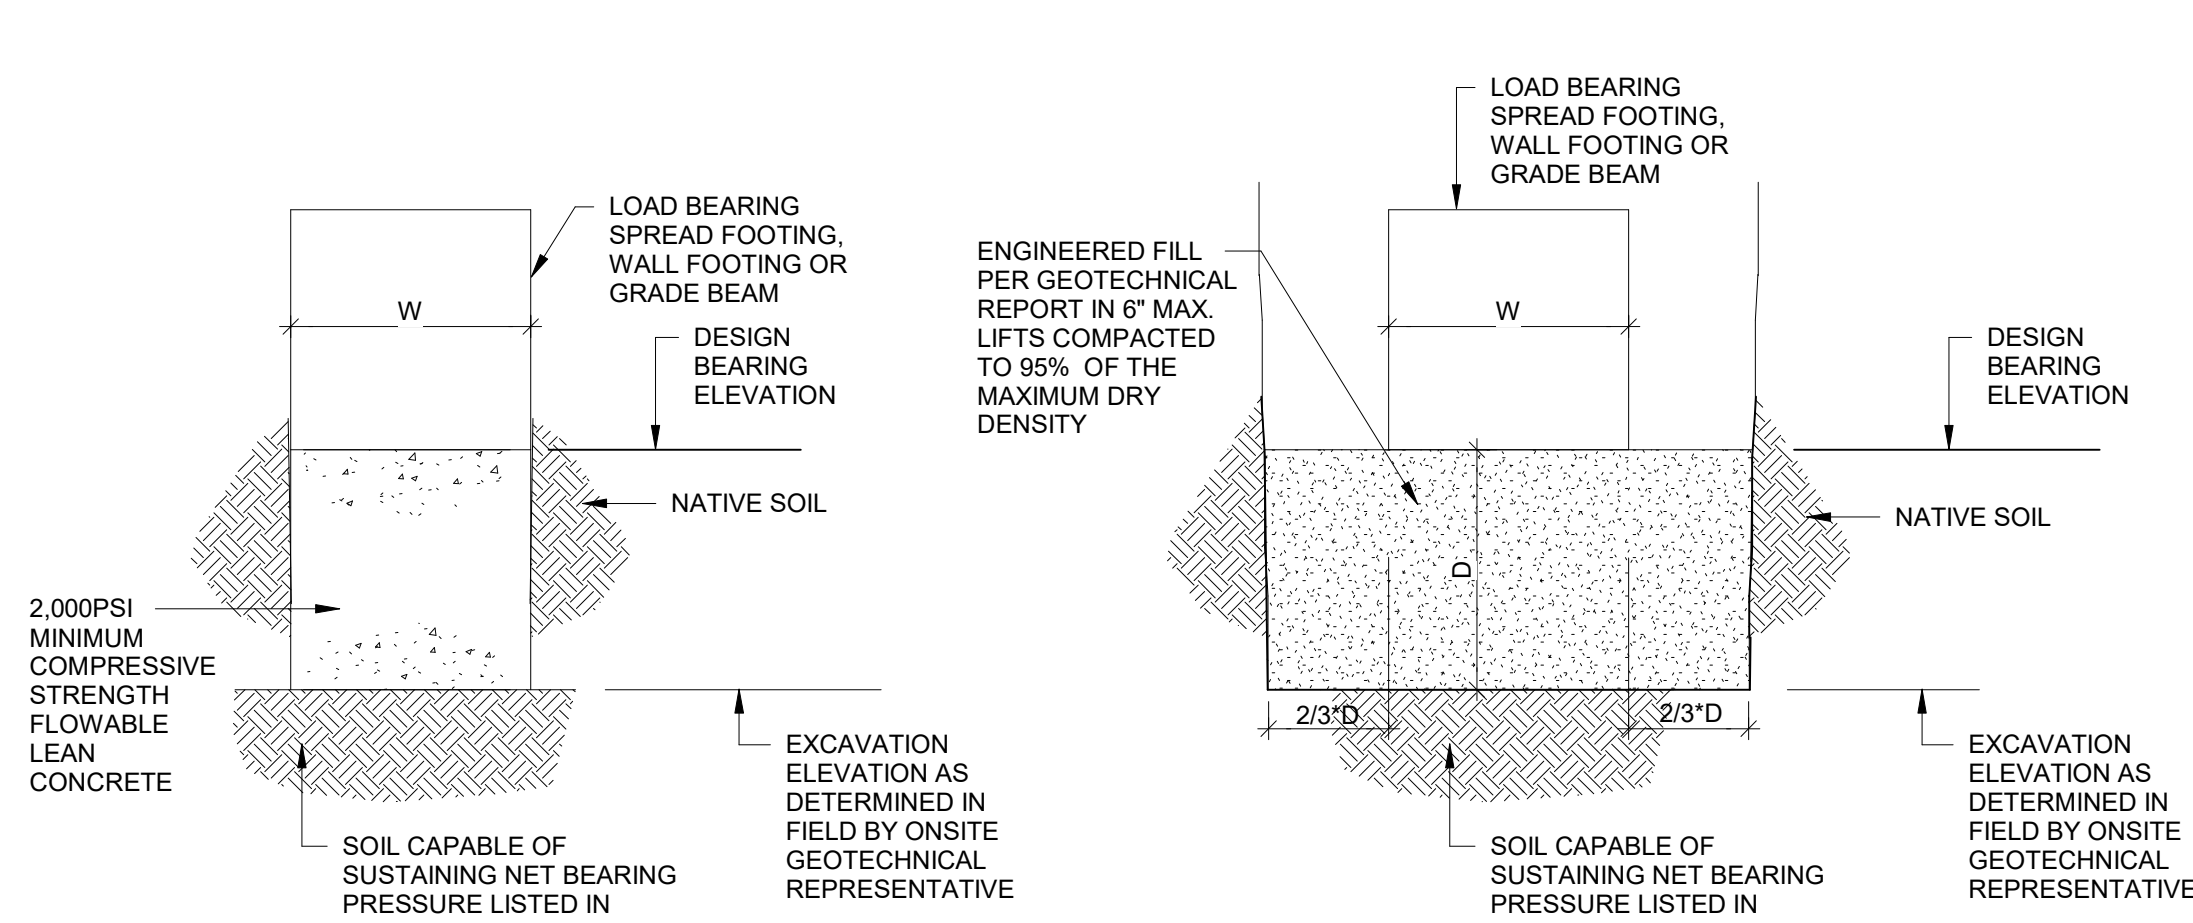 LOAD BEARING
SPREAD FOOTING,
WALL FOOTING OR
GRADE BEAM
W
DESIGN
BEARING
ELEVATION
NATIVE SOIL
2,000PSI
MINIMUM
COMPRESSIVE
STRENGTH
FLOWABLE
LEAN
CONCRETE
EXCAVATION
ELEVATION AS
DETERMINED IN
FIELD BY ONSITE
GEOTECHNICAL
REPRESENTATIVE
SOIL CAPABLE OF
SUSTAINING NET BEARING
PRESSURE LISTED IN
LOAD BEARING
SPREAD FOOTING,
WALL FOOTING OR
GRADE BEAM
ENGINEERED FILL
PER GEOTECHNICAL
REPORT IN 6" MAX.
LIFTS COMPACTED
TO 95% OF THE
MAXIMUM DRY
DENSITY
W
DESIGN
BEARING
ELEVATION
NATIVE SOIL
D
2/3*D
2/3*D
EXCAVATION
ELEVATION AS
DETERMINED IN
FIELD BY ONSITE
GEOTECHNICAL
REPRESENTATIVE
SOIL CAPABLE OF
SUSTAINING NET BEARING
PRESSURE LISTED IN